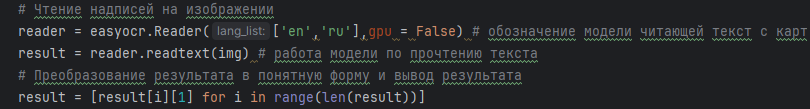 # Чтение надписей на изображении
reader = easyocr.Reader( lang_list: ['en','ru'],gpu = False) # обозначение модели читающей текст с карт
result = reader.readtext(img) # работа модели по прочтению текста
# Преобразование результата в понятную форму и вывод результата
result = [result[i][1] for i in range(len(result))]